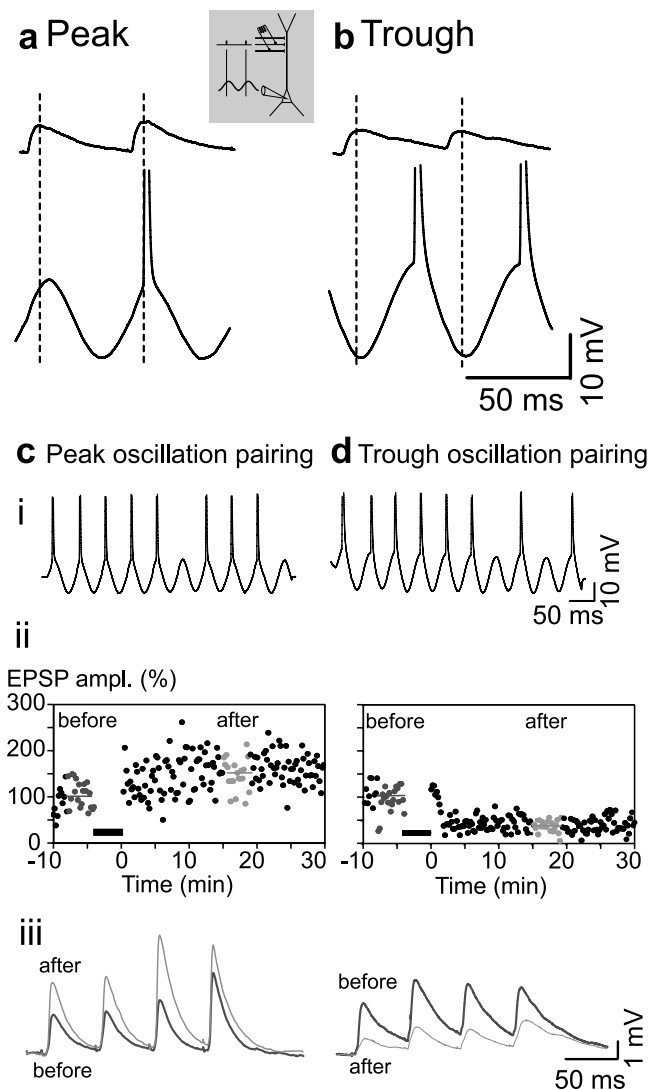 a Peak
b Trough
50 ms
10 mV
c Peak oscillation pairing
d Trough oscillation pairing
i
50 ms
10 mV
ii
EPSP ampl. (%)
300
200
100
0
before
after
before
after
-10
0
10
20
30
-10
0
10
20
30
Time (min)
Time (min)
iii
after
before
before
after
50 ms
1 mV